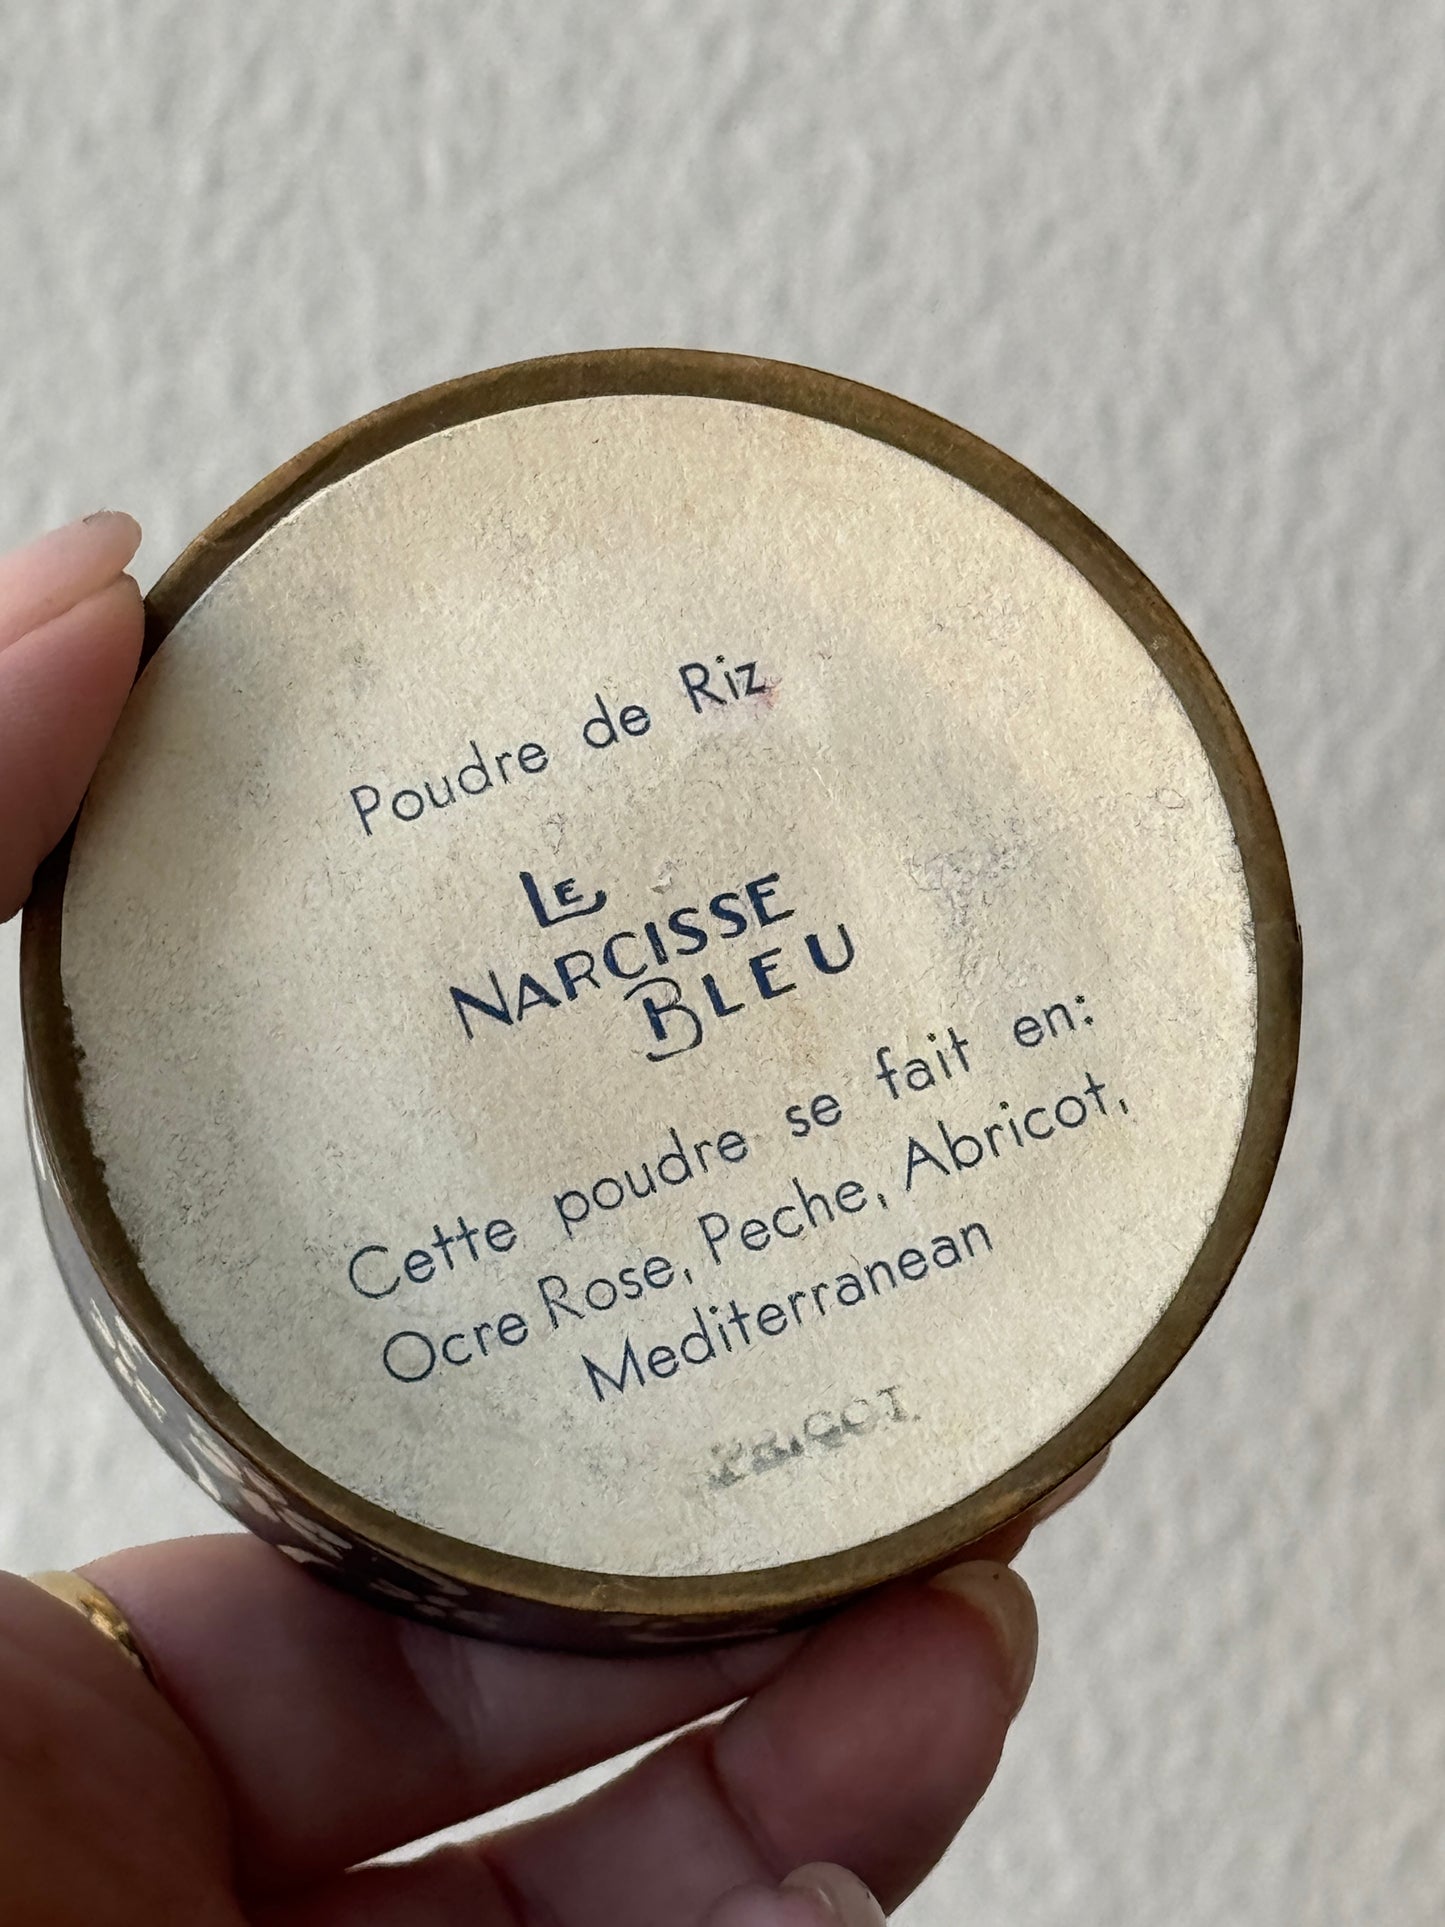 Poudre de Riz
LE
NARCISSE
BLEU
Cette poudre se fait en:
Ocre Rose, Peche, Abricot,
Mediterranean